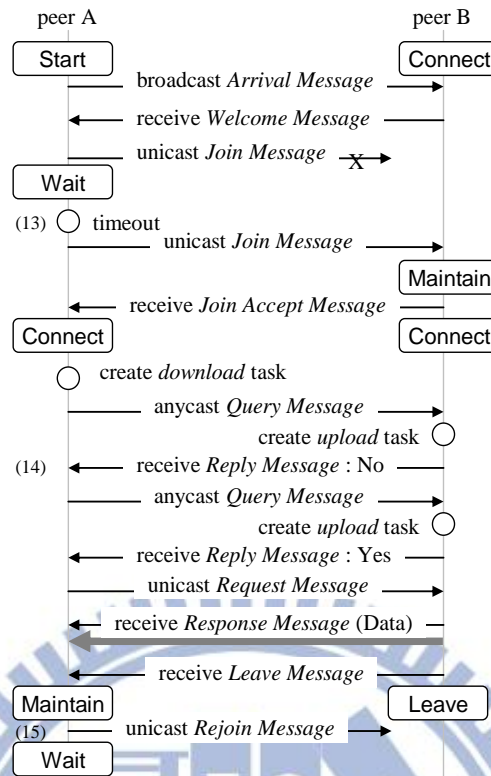 peer A peer B
Start Connect
broadcast Arrival Message
receive Welcome Message
unicast Join Message X
Wait
(13) timeout
unicast Join Message
Maintain
receive Join Accept Message
Connect Connect
create download task
anycast Query Message
create upload task
(14) receive Reply Message : No
anycast Query Message
create upload task
receive Reply Message : Yes
unicast Request Message
receive Response Message (Data)
receive Leave Message
Maintain Leave
(15) unicast Rejoin Message
Wait